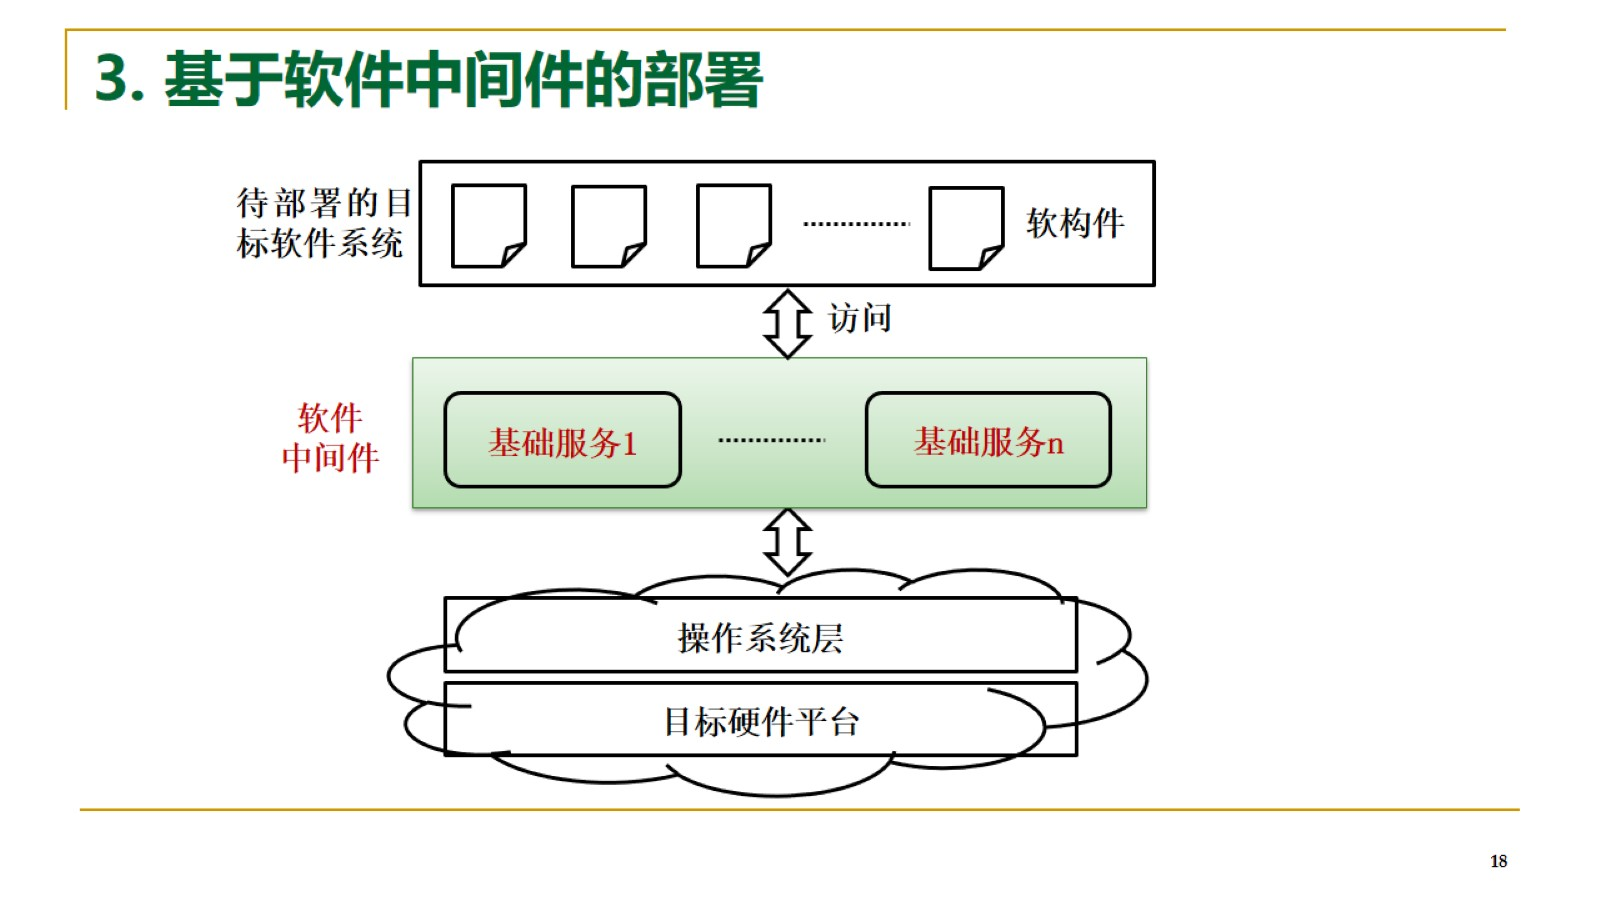 3. 基于软件中间件的部署
待部署的目
标软件系统
软构件
访问
软件
中间件
基础服务1
基础服务n
操作系统层
目标硬件平台
18